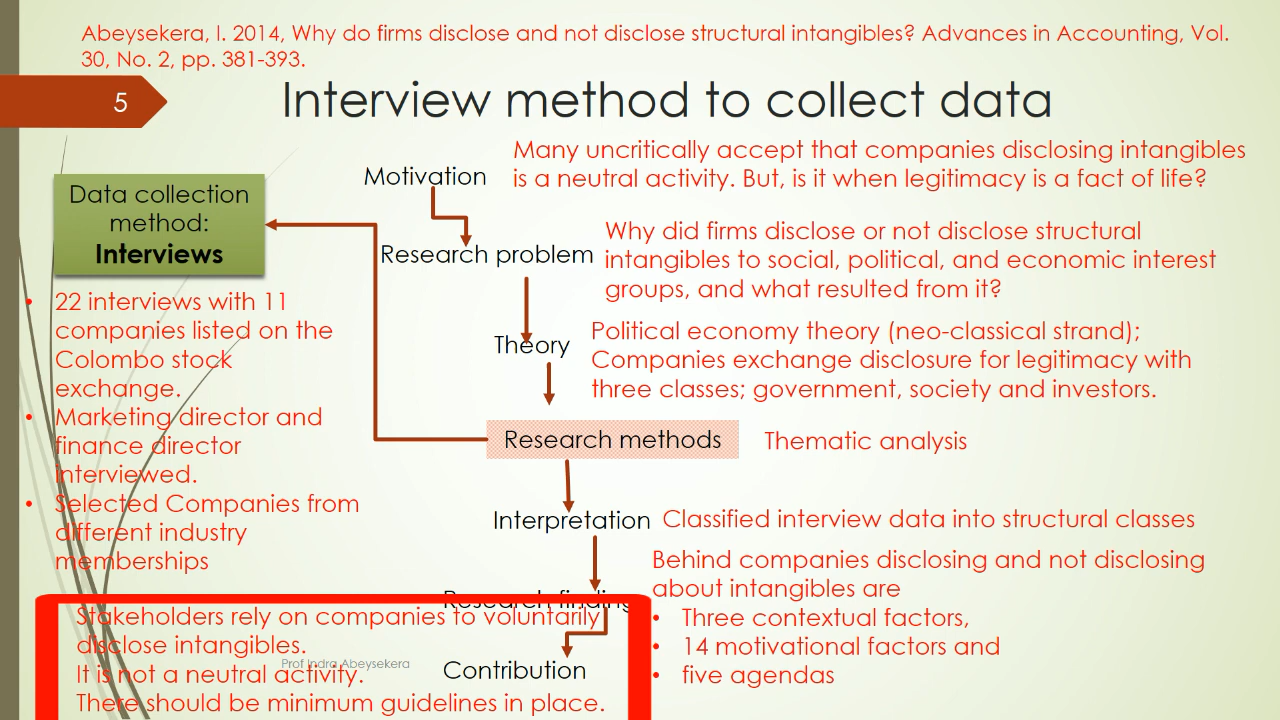 Abeysekera, I. 2014, Why do firms disclose and not disclose structural intangibles? Advances in Accounting, Vol.
30, No. 2, pp. 381-393.
5
Interview method to collect data
Motivation
Many uncritically accept that companies disclosing intangibles
is a neutral activity. But, is it when legitimacy is a fact of life?
Data collection
method:
Interviews
Research problem
Why did firms disclose or not disclose structural
intangibles to social, political, and economic interest
groups, and what resulted from it?
• 22 interviews with 11
companies listed on the
Colombo stock
exchange.
• Marketing director and
finance director
interviewed.
• Selected Companies from
different industry
memberships
Theory
Political economy theory (neo-classical strand);
Companies exchange disclosure for legitimacy with
three classes; government, society and investors.
Research methods
Thematic analysis
Interpretation
Classified interview data into structural classes
Research finding
Behind companies disclosing and not disclosing
about intangibles are
• Three contextual factors,
• 14 motivational factors and
• five agendas
Stakeholders rely on companies to voluntarily
disclose intangibles.
It is not a neutral activity.
There should be minimum guidelines in place.
Prof Indra Abeysekera
Contribution